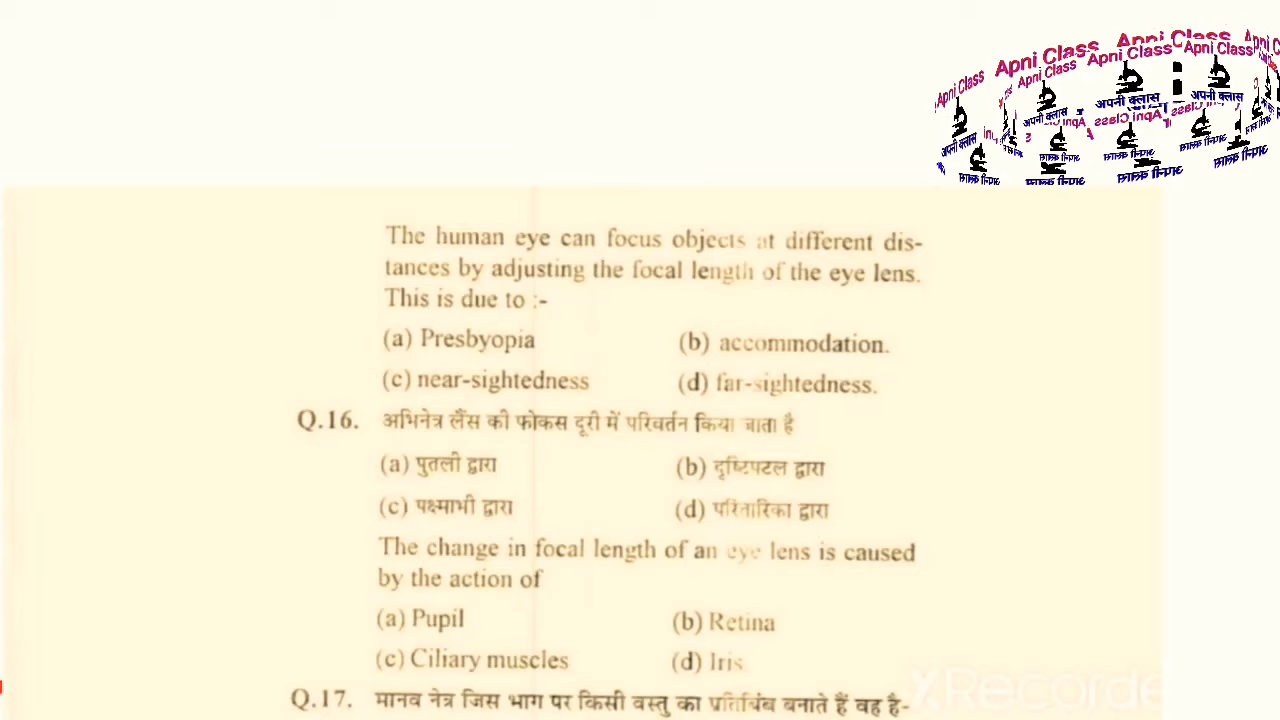 Apni Class
अपनी क्लास
The human eye can focus objects at different dis-
tances by adjusting the focal length of the eye lens.
This is due to :-
(a) Presbyopia (b) accommodation.
(c) near-sightedness (d) far-sightedness.
Q.16. अभिनेत्र लैंस की फोकस दूरी में परिवर्तन किया जाता है
(a) पुतली द्वारा (b) दृष्टिपटल द्वारा
(c) पक्ष्माभी द्वारा (d) परितारिका द्वारा
The change in focal length of an eye lens is caused
by the action of
(a) Pupil (b) Retina
(c) Ciliary muscles (d) Iris
Q.17. मानव नेत्र जिस भाग पर किसी वस्तु का प्रतिबिंब बनाते हैं वह है-
XRecorde